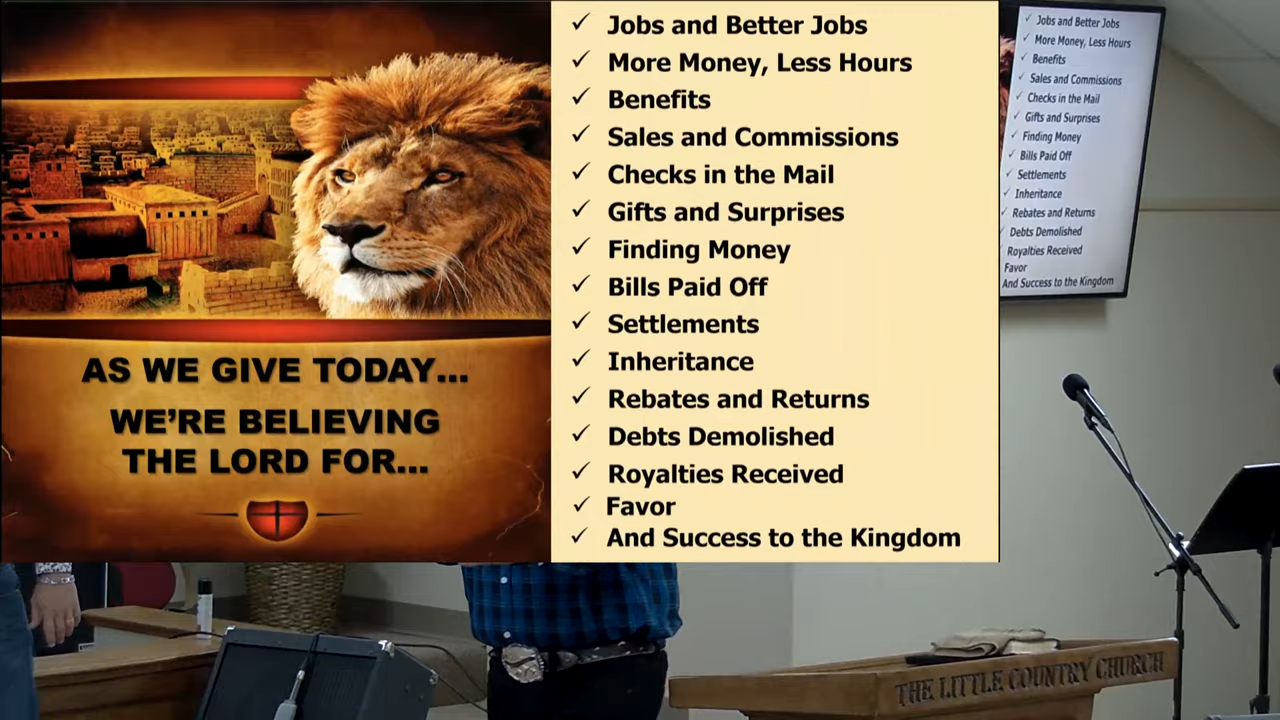 AS WE GIVE TODAY...
WE'RE BELIEVING
THE LORD FOR...
✓ Jobs and Better Jobs
✓ More Money, Less Hours
✓ Benefits
✓ Sales and Commissions
✓ Checks in the Mail
✓ Gifts and Surprises
✓ Finding Money
✓ Bills Paid Off
✓ Settlements
✓ Inheritance
✓ Rebates and Returns
✓ Debts Demolished
✓ Royalties Received
✓ Favor
✓ And Success to the Kingdom
✓ Jobs and Better Jobs
✓ More Money, Less Hours
✓ Benefits
✓ Sales and Commissions
✓ Checks in the Mail
✓ Gifts and Surprises
✓ Finding Money
✓ Bills Paid Off
✓ Settlements
✓ Inheritance
✓ Rebates and Returns
✓ Debts Demolished
Royalties Received
Favor
And Success to the Kingdom
THE LITTLE COUNTRY CHURCH